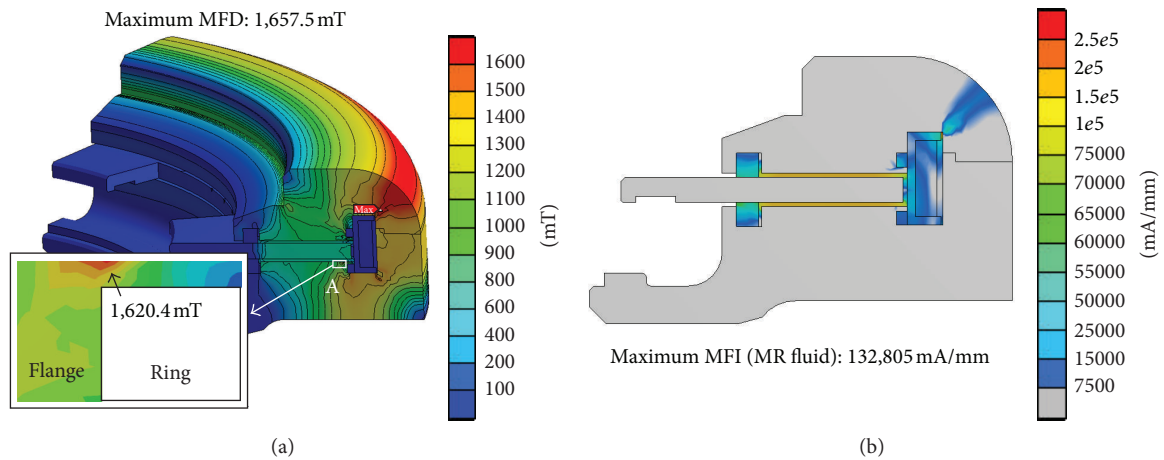 Maximum MFD: 1,657.5 mT
1600
1500
1400
1300
1200
1100
1000
900
800
600
400
200
100
(mT)
Max
A
1,620.4 mT
Flange
Ring
(a)
2.5e5
2e5
1.5e5
1e5
75000
70000
65000
60000
55000
50000
25000
15000
7500
(mA/mm)
Maximum MFI (MR fluid): 132,805 mA/mm
(b)